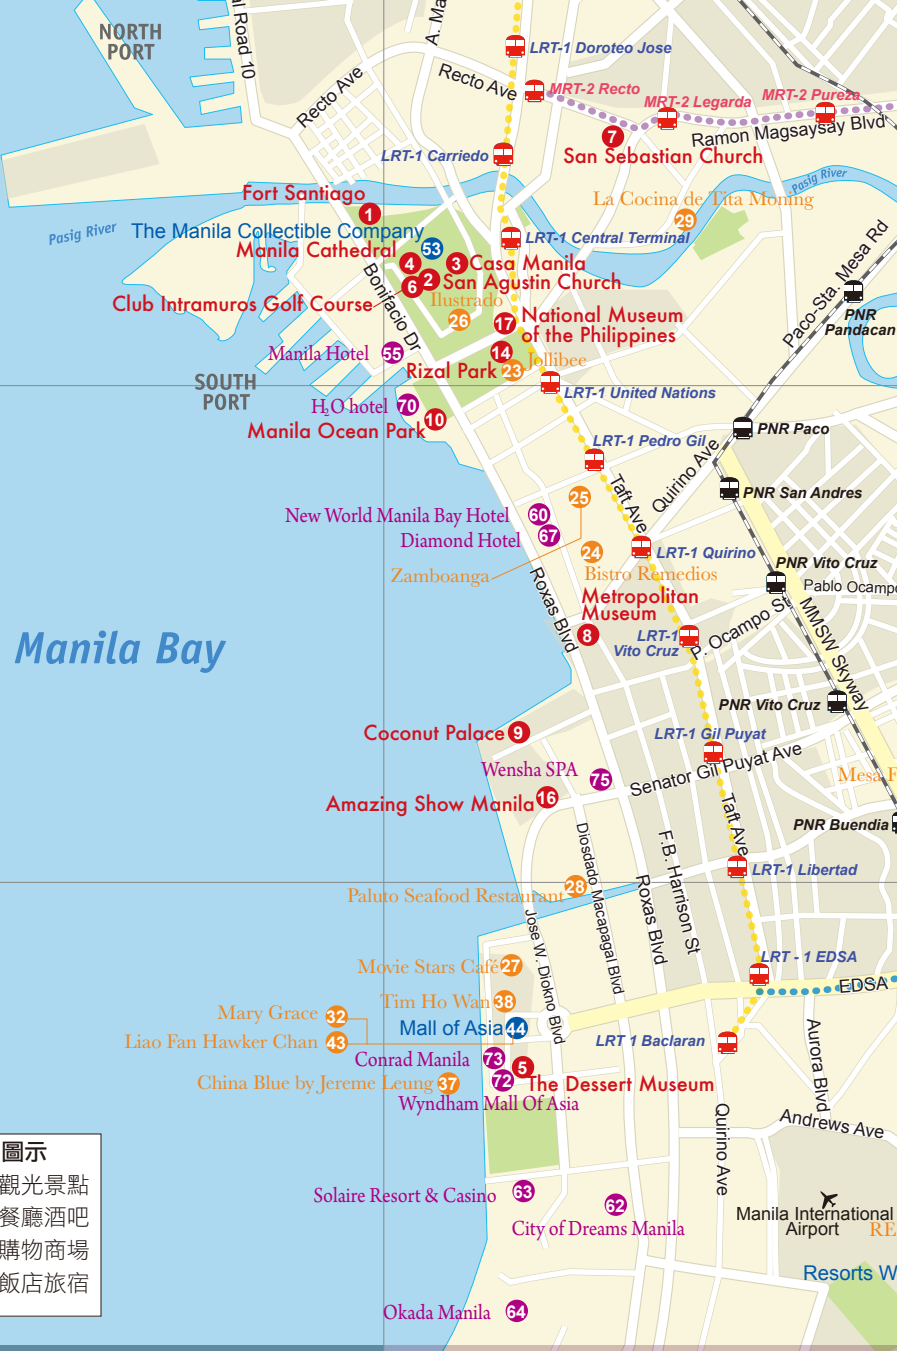 NORTH
PORT
al Road 10
A. Ma
LRT-1 Doroteo Jose
Recto Ave
Recto Ave
MRT-2 Recto
MRT-2 Legarda
MRT-2 Pureza
7
Ramon Magsaysay Blvd
San Sebastian Church
LRT-1 Carriedo
Pasig River
Fort Santiago
1
La Cocina de Tita Moning
29
Pasig River
The Manila Collectible Company
53
LRT-1 Central Terminal
Manila Cathedral
4
3
Casa Manila
6
2
San Agustin Church
Club Intramuros Golf Course
Ilustrado
26
Bonifacio Dr
Paco-Sta. Mesa Rd
PNR
Pandacan
17
National Museum
of the Philippines
Manila Hotel
55
14
Jollibee
Rizal Park
23
SOUTH
PORT
LRT-1 United Nations
H2O hotel
70
10
Manila Ocean Park
PNR Paco
LRT-1 Pedro Gil
Quirino Ave
Taft Ave
25
PNR San Andres
New World Manila Bay Hotel
60
Diamond Hotel
67
24
LRT-1 Quirino
PNR Vito Cruz
Zamboanga
Bistro Remedios
Pablo Ocampo
Roxas Blvd
Metropolitan
Museum
8
LRT-1
Vito Cruz
P. Ocampo St
MMSW Skyway
Manila Bay
PNR Vito Cruz
Coconut Palace
9
LRT-1 Gil Puyat
Wensha SPA
75
Senator Gil Puyat Ave
Mesa F
Amazing Show Manila
16
Taft Ave
PNR Buendia
Diosdado Macapagal Blvd
F.B. Harrison St
LRT-1 Libertad
28
Paluto Seafood Restaurant
Roxas Blvd
Jose W. Diokno Blvd
Movie Stars Café
27
LRT - 1 EDSA
EDSA
Tim Ho Wan
38
Mary Grace
32
Mall of Asia
44
Liao Fan Hawker Chan
43
LRT 1 Baclaran
Aurora Blvd
Conrad Manila
73
5
China Blue by Jereme Leung
37
72
The Dessert Museum
Wyndham Mall Of Asia
Quirino Ave
Andrews Ave
圖示
觀光景點
餐廳酒吧
購物商場
飯店旅宿
Solaire Resort & Casino
63
62
City of Dreams Manila
Manila International
Airport
RE
Resorts W
Okada Manila
64